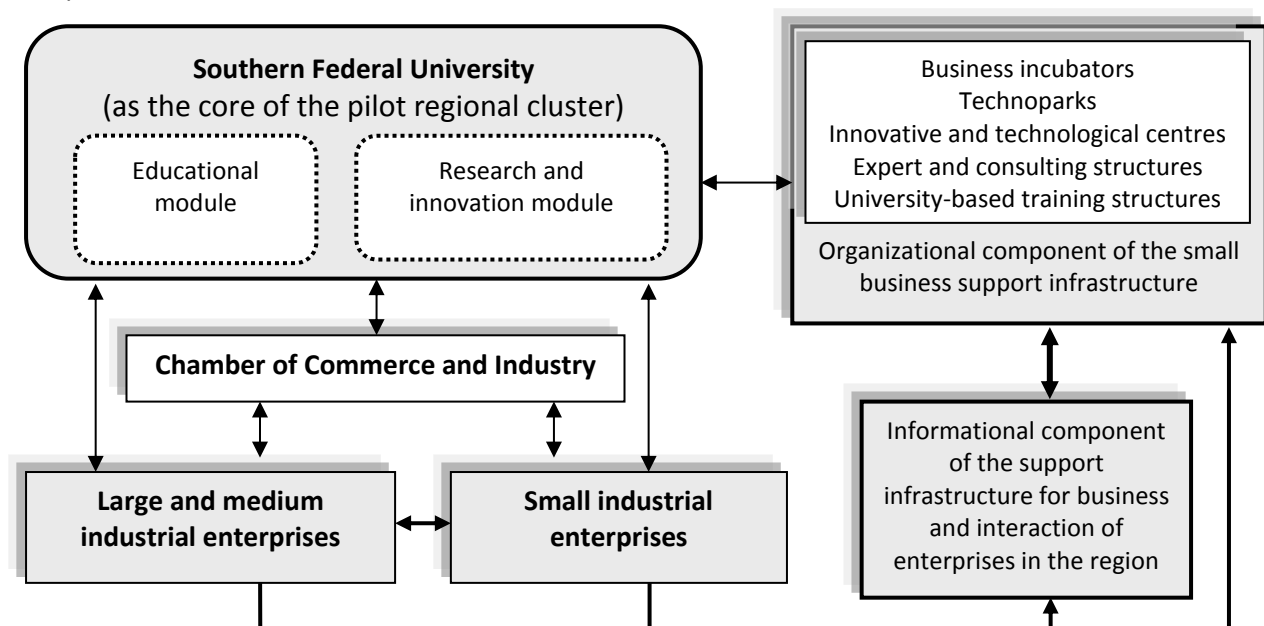 Southern Federal University
(as the core of the pilot regional cluster)
Educational
module
Research and
innovation module
Business incubators
Technoparks
Innovative and technological centres
Expert and consulting structures
University-based training structures
Organizational component of the small
business support infrastructure
Chamber of Commerce and Industry
Large and medium
industrial enterprises
Small industrial
enterprises
Informational component
of the support
infrastructure for business
and interaction of
enterprises in the region